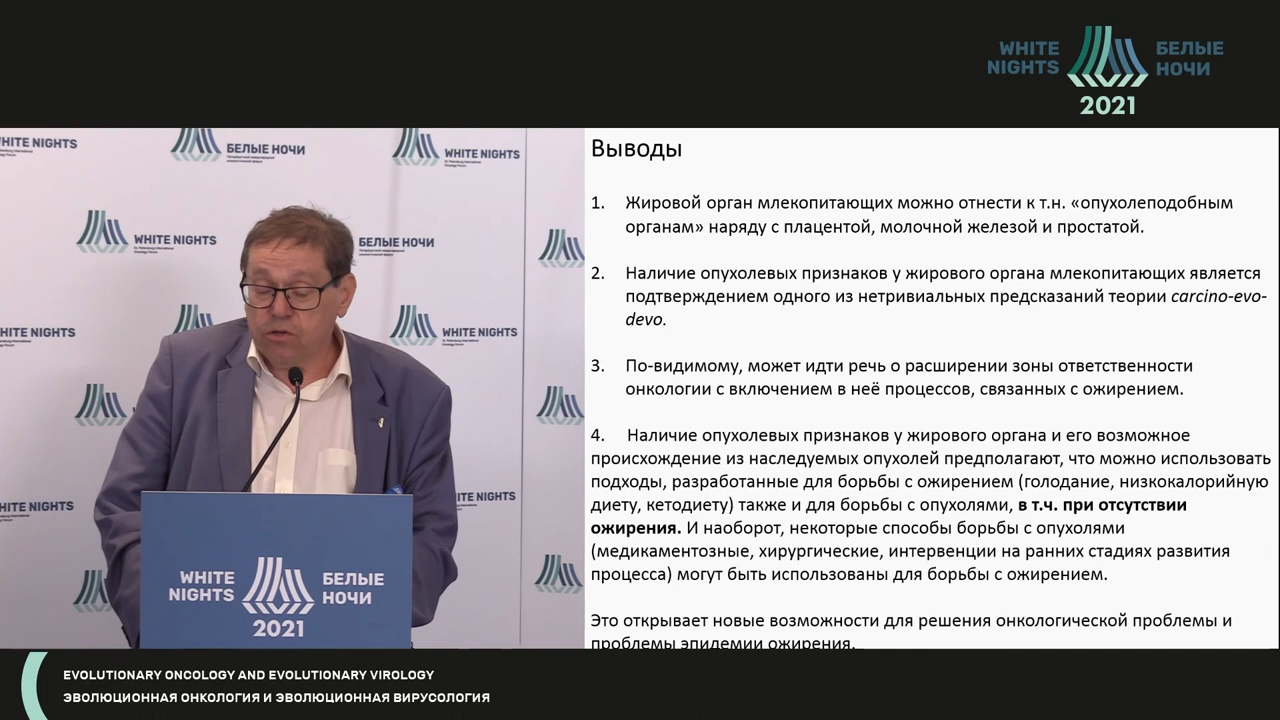 WHITE
NIGHTS
БЕЛЫЕ
НОЧИ
2021
WHITE NIGHTS
БЕЛЫЕ НОЧИ
WHITE NIGHTS
WHITE NIGHTS
БЕЛЫЕ НОЧИ
WHITE NIGHTS
WHITE NIGHTS
WHITE NIGHTS
WHITE NIGHTS
WHITE
NIGHTS
БЕЛЫЕ
НОЧИ
2021
Выводы
1. Жировой орган млекопитающих можно отнести к т.н. «опухолеподобным
органам» наряду с плацентой, молочной железой и простатой.
2. Наличие опухолевых признаков у жирового органа млекопитающих является
подтверждением одного из нетривиальных предсказаний теории carcino-evo-
devo.
3. По-видимому, может идти речь о расширении зоны ответственности
онкологии с включением в неё процессов, связанных с ожирением.
4. Наличие опухолевых признаков у жирового органа и его возможное
происхождение из наследуемых опухолей предполагают, что можно использовать
подходы, разработанные для борьбы с ожирением (голодание, низкокалорийную
диету, кетодиету) также и для борьбы с опухолями, в т.ч. при отсутствии
ожирения. И наоборот, некоторые способы борьбы с опухолями
(медикаментозные, хирургические, интервенции на ранних стадиях развития
процесса) могут быть использованы для борьбы с ожирением.
Это открывает новые возможности для решения онкологической проблемы и
проблемы эпидемии ожирения.
EVOLUTIONARY ONCOLOGY AND EVOLUTIONARY VIROLOGY
ЭВОЛЮЦИОННАЯ ОНКОЛОГИЯ И ЭВОЛЮЦИОННАЯ ВИРУСОЛОГИЯ